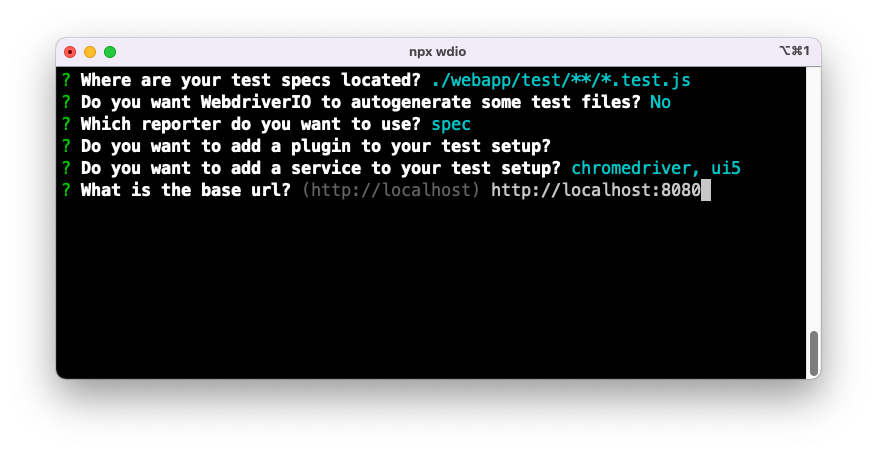 npx wdio
⌥⌘1
? Where are your test specs located? ./webapp/test/**/*.test.js
? Do you want WebdriverIO to autogenerate some test files? No
? Which reporter do you want to use? spec
? Do you want to add a plugin to your test setup?
? Do you want to add a service to your test setup? chromedriver, ui5
? What is the base url? (http://localhost) http://localhost:8080